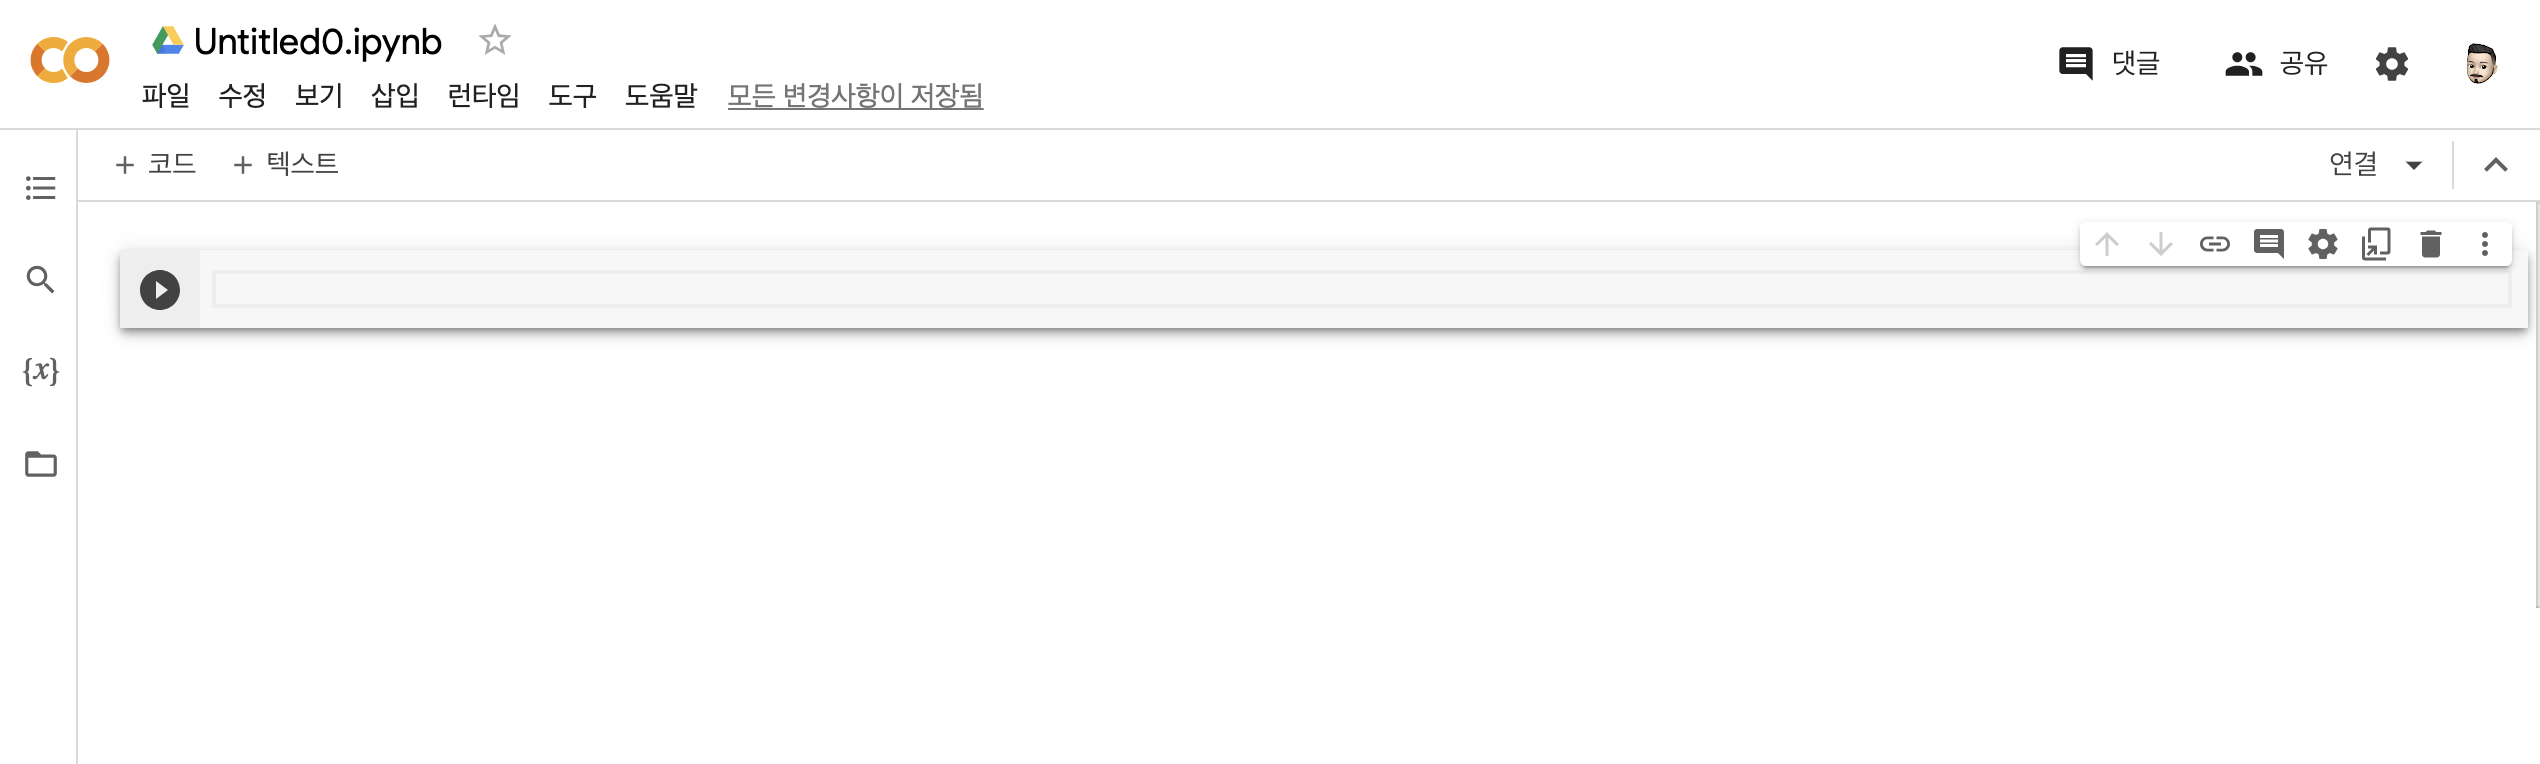 Untitled0.ipynb
댓글 공유
파일 수정 보기 삽입 런타임 도구 도움말 모든 변경사항이 저장됨
+ 코드 + 텍스트 연결
{x}